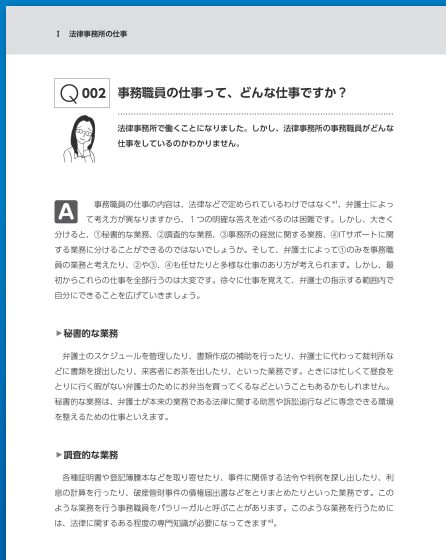 Ⅰ 法律事務所の仕事
Q 002 事務職員の仕事って、どんな仕事ですか？
法律事務所で働くことになりました。しかし、法律事務所の事務職員がどんな
仕事をしているのかわかりません。
A 事務職員の仕事の内容は、法律などで定められているわけではなく*¹、弁護士によっ
て考え方が異なりますから、1つの明確な答えを述べるのは困難です。しかし、大きく
分けると、①秘書的な業務、②調査的な業務、③事務所の経営に関する業務、④ITサポートに関
する業務に分けることができるのではないでしょうか。そして、弁護士によって①のみを事務職
員の業務と考えたり、②や③、④も任せたりと多様な仕事のあり方が考えられます。しかし、最
初からこれらの仕事を全部行うのは大変です。徐々に仕事を覚えて、弁護士の指示する範囲内で
自分にできることを広げていきましょう。
▶秘書的な業務
弁護士のスケジュールを管理したり、書類作成の補助を行ったり、弁護士に代わって裁判所な
どに書類を提出したり、来客者にお茶を出したり、といった業務です。ときには忙しくて昼食を
とりに行く暇がない弁護士のためにお弁当を買ってくるなどということもあるかもしれません。
秘書的な業務は、弁護士が本来の業務である法律に関する助言や訴訟追行などに専念できる環境
を整えるための仕事といえます。
▶調査的な業務
各種証明書や登記簿謄本などを取り寄せたり、事件に関係する法令や判例を探し出したり、利
息の計算を行ったり、破産管財事件の債権届出書などをとりまとめたりといった業務です。この
ような業務を行う事務職員をパラリーガルと呼ぶことがあります。このような業務を行うために
は、法律に関するある程度の専門知識が必要になってきます*²。